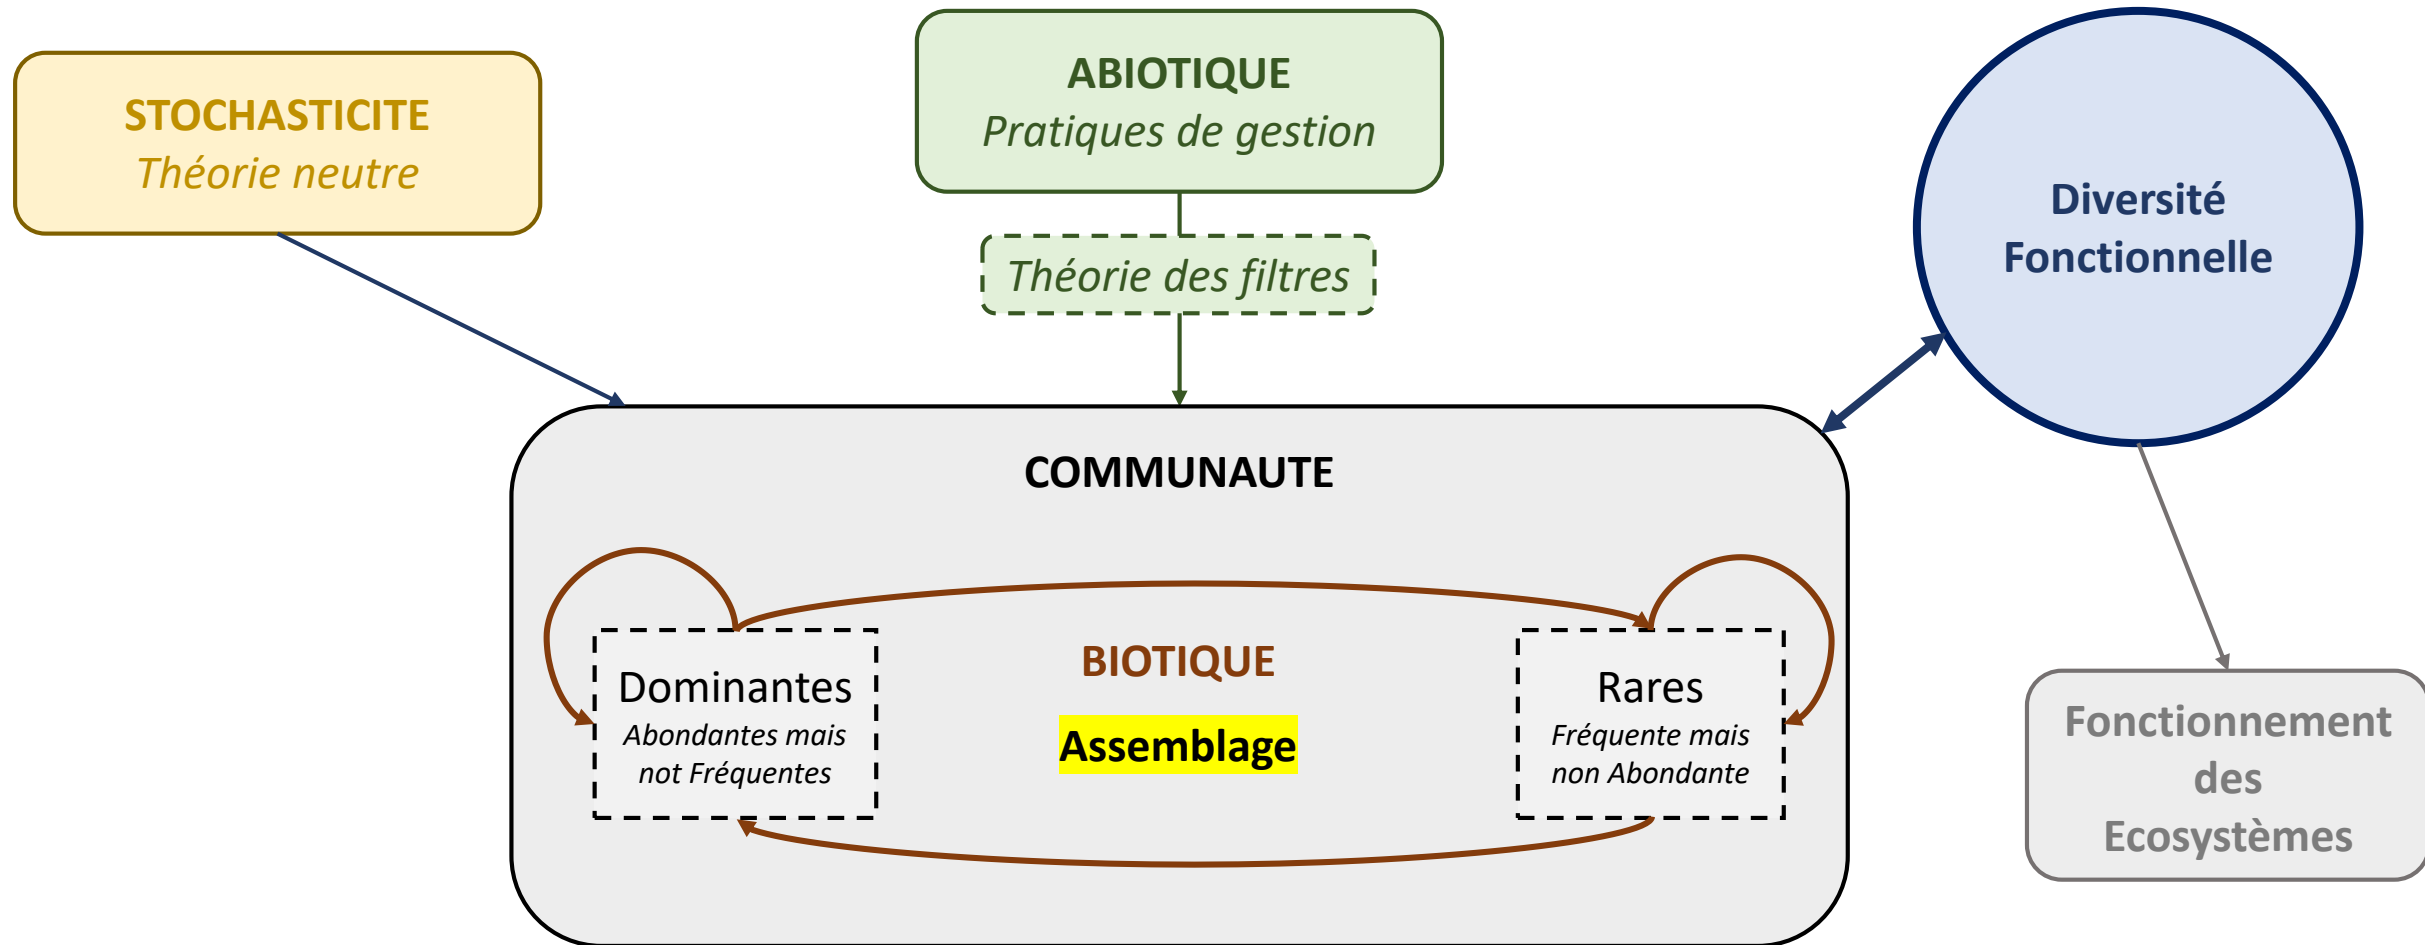 STOCHASTICITE
Théorie neutre
ABIOTIQUE
Pratiques de gestion
Théorie des filtres
Diversité
Fonctionnelle
COMMUNAUTE
BIOTIQUE
Assemblage
Dominantes
Abondantes mais
not Fréquentes
Rares
Fréquente mais
non Abondante
Fonctionnement
des
Ecosystèmes